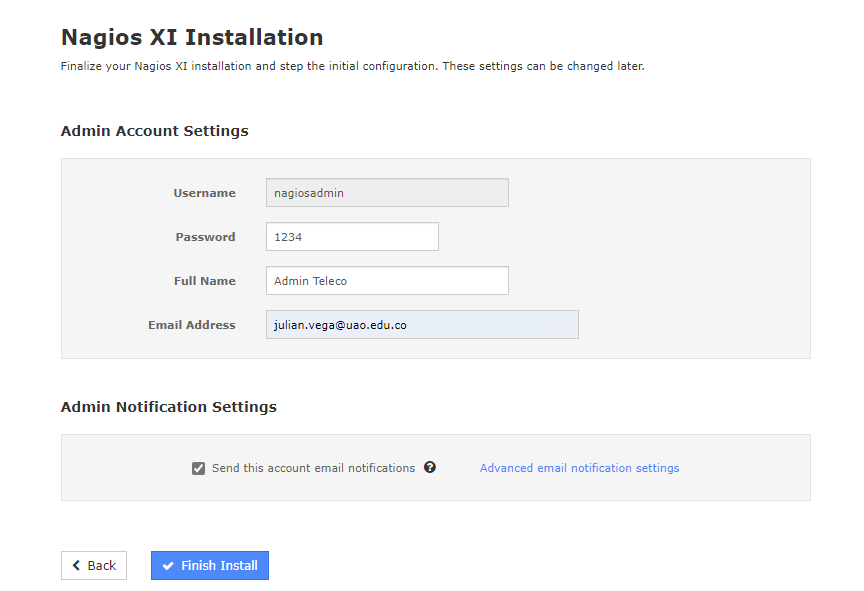 Nagios XI Installation
Finalize your Nagios XI installation and step the initial configuration. These settings can be changed later.
Admin Account Settings
Username nagiosadmin
Password 1234
Full Name Admin Teleco
Email Address julian.vega@uao.edu.co
Admin Notification Settings
Send this account email notifications ? Advanced email notification settings
Back Finish Install